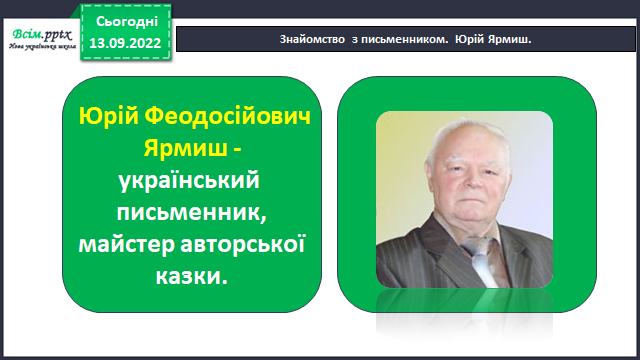 Всім.pptx
Нова українська школа
Сьогодні
13.09.2022
Знайомство з письменником. Юрій Ярмиш.
Юрій Феодосійович
Ярмиш -
український
письменник,
майстер авторської
казки.